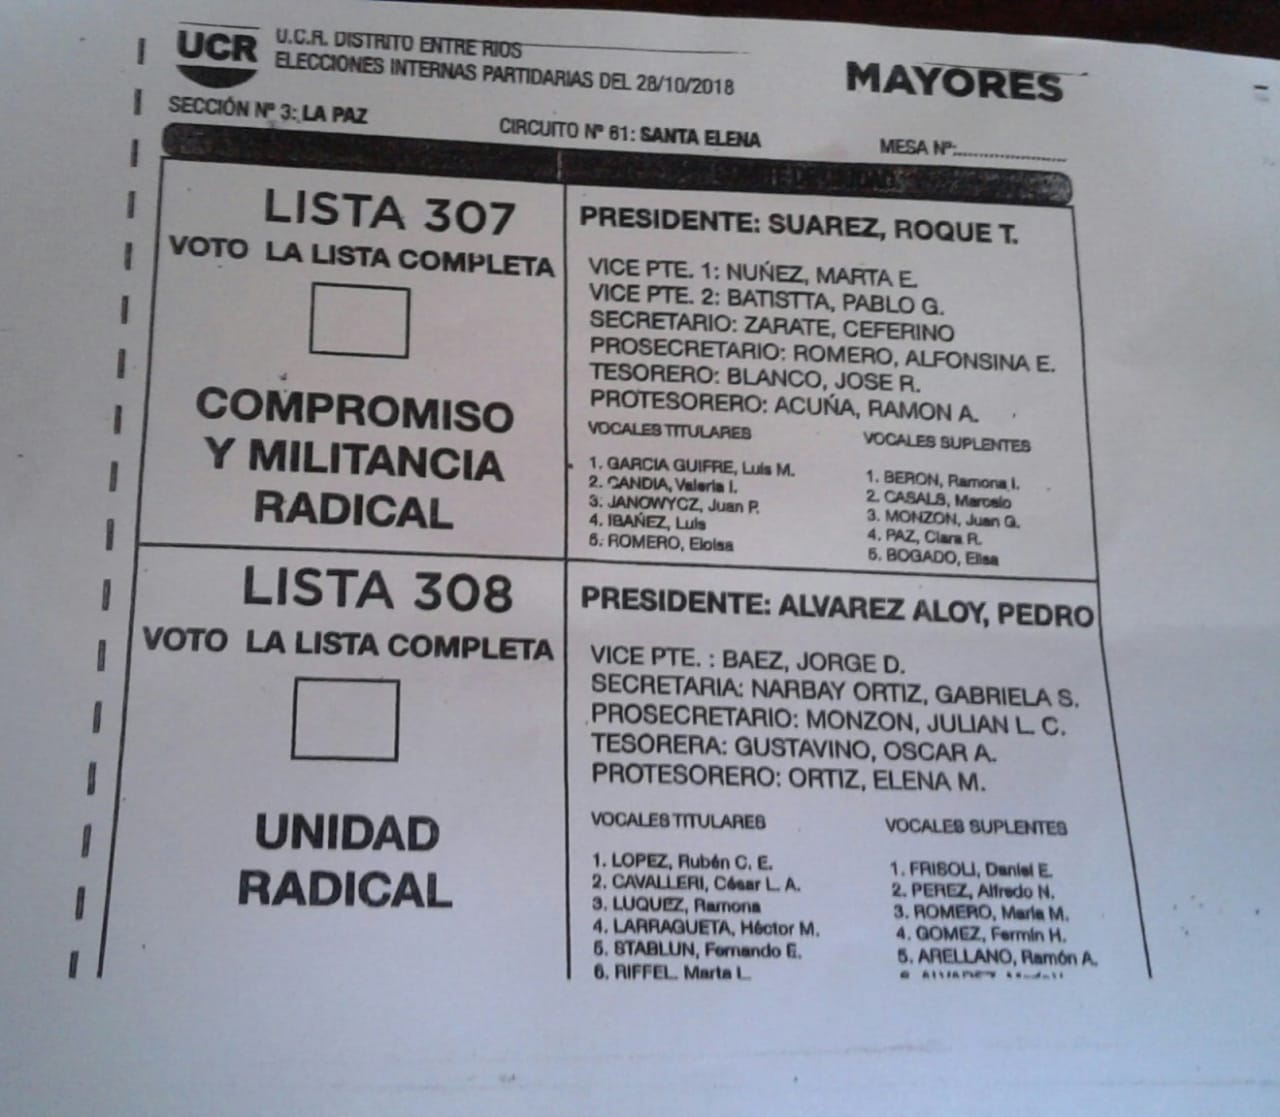 UCR
U.C.R. DISTRITO ENTRE RIOS
ELECCIONES INTERNAS PARTIDARIAS DEL 28/10/2018
MAYORES
SECCIÓN Nº 3: LA PAZ
CIRCUITO Nº 61: SANTA ELENA
MESA Nº:......................
LISTA 307
VOTO LA LISTA COMPLETA
COMPROMISO
Y MILITANCIA
RADICAL
PRESIDENTE: SUAREZ, ROQUE T.
VICE PTE. 1: NUÑEZ, MARTA E.
VICE PTE. 2: BATISTTA, PABLO G.
SECRETARIO: ZARATE, CEFERINO
PROSECRETARIO: ROMERO, ALFONSINA E.
TESORERO: BLANCO, JOSE R.
PROTESORERO: ACUÑA, RAMON A.
VOCALES TITULARES
1. GARCIA GUIFRE, Luis M.
2. CANDIA, Valeria I.
3. JANOWYCZ, Juan P.
4. IBAÑEZ, Luis
5. ROMERO, Eloisa
VOCALES SUPLENTES
1. BERON, Ramona I.
2. CASALS, Marcelo
3. MONZON, Juan G.
4. PAZ, Clara R.
5. BOGADO, Elisa
LISTA 308
VOTO LA LISTA COMPLETA
UNIDAD
RADICAL
PRESIDENTE: ALVAREZ ALOY, PEDRO
VICE PTE. : BAEZ, JORGE D.
SECRETARIA: NARBAY ORTIZ, GABRIELA S.
PROSECRETARIO: MONZON, JULIAN L. C.
TESORERA: GUSTAVINO, OSCAR A.
PROTESORERO: ORTIZ, ELENA M.
VOCALES TITULARES
1. LOPEZ, Rubén C. E.
2. CAVALLERI, César L. A.
3. LUQUEZ, Ramona
4. LARRAGUETA, Héctor M.
5. STABLUN, Fernando E.
6. RIFFEL, Marta L.
VOCALES SUPLENTES
1. FRISOLI, Daniel E.
2. PEREZ, Alfredo N.
3. ROMERO, María M.
4. GOMEZ, Fermín H.
5. ARELLANO, Ramón A.